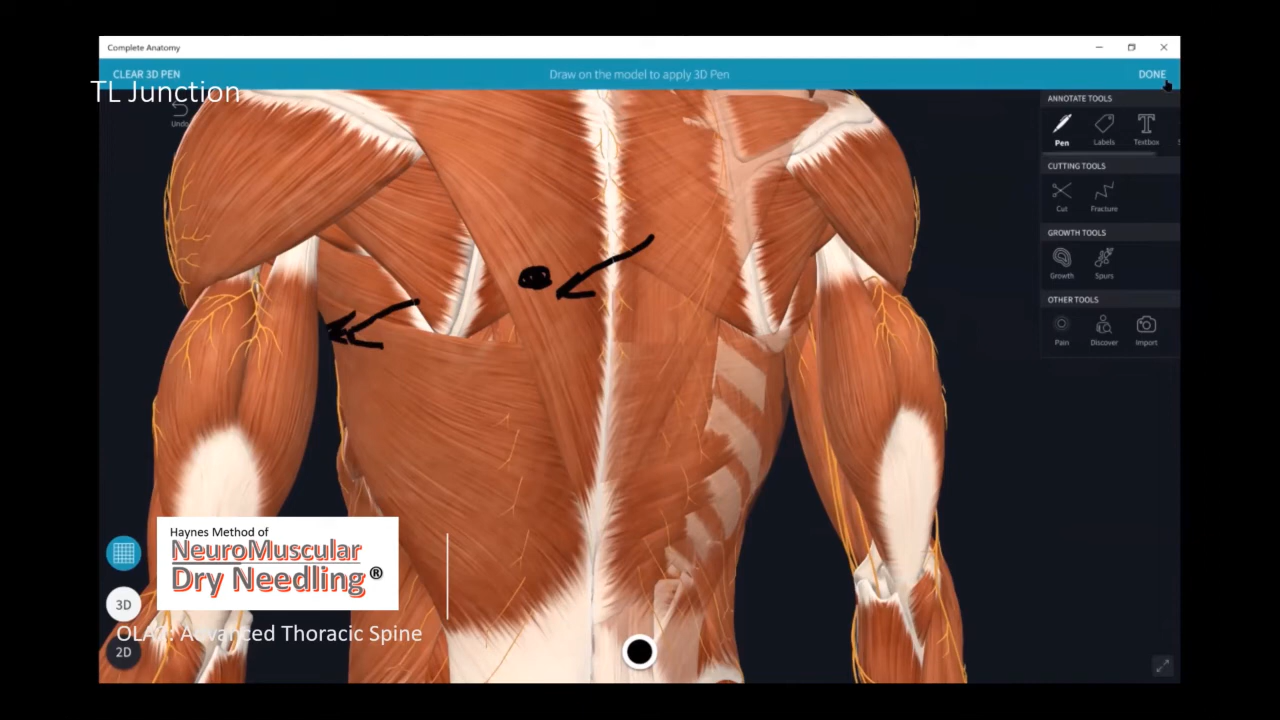 Complete Anatomy
CLEAR 3D PEN
Draw on the model to apply 3D Pen
DONE
TL Junction
Undo
ANNOTATE TOOLS
Pen
Labels
Textbox
CUTTING TOOLS
Cut
Fracture
GROWTH TOOLS
Growth
Spurs
OTHER TOOLS
Pain
Discover
Import
Haynes Method of
NeuroMuscular
Dry Needling®
3D
Advanced Thoracic Spine
2D